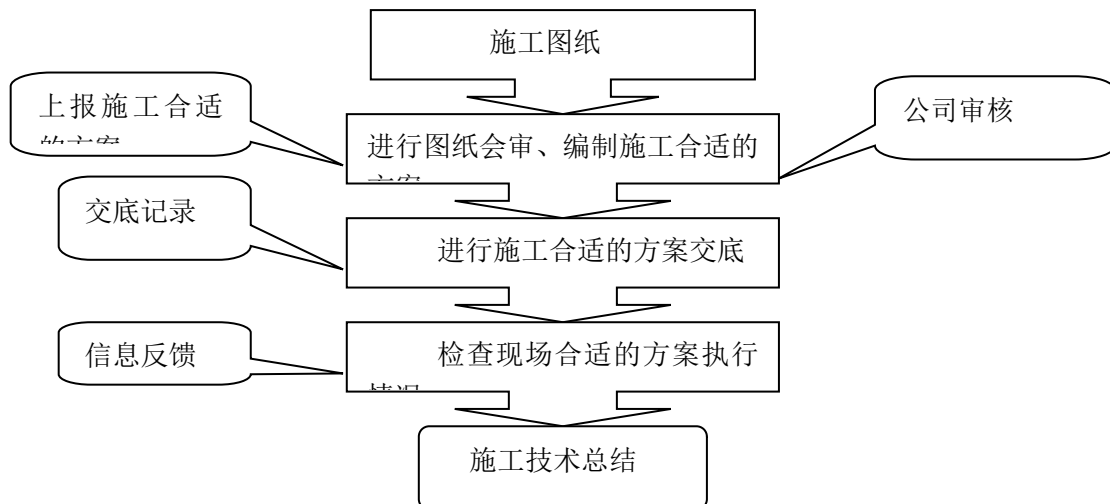 施工图纸
上报施工合适
公司审核
进行图纸会审、编制施工合适的
交底记录
进行施工合适的方案交底
信息反馈
检查现场合适的方案执行
施工技术总结